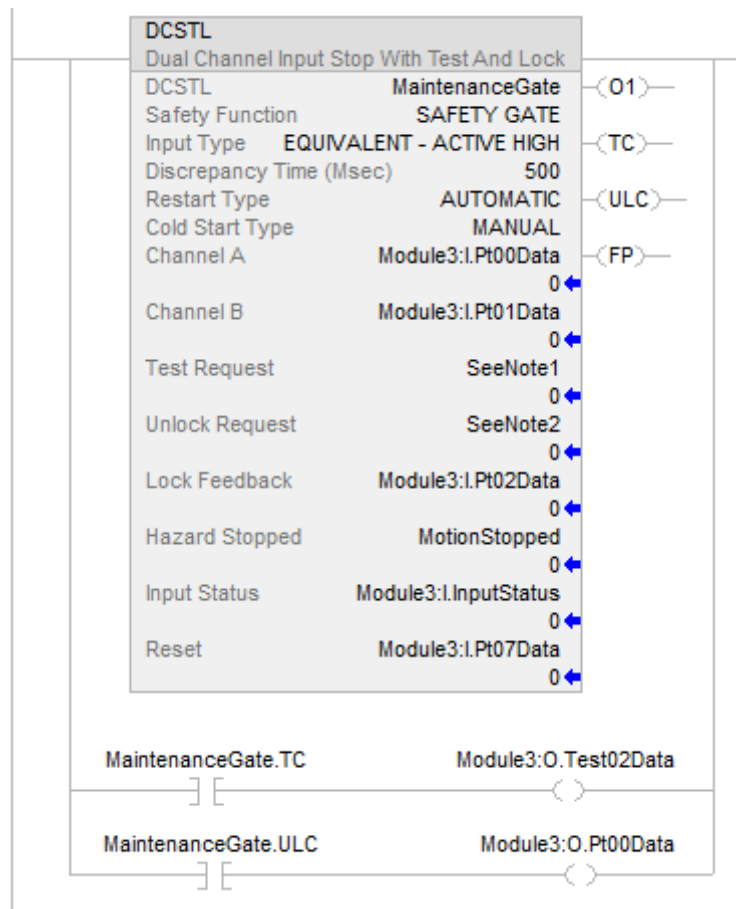 DCSTL
Dual Channel Input Stop With Test And Lock
DCSTL MaintenanceGate O1
Safety Function SAFETY GATE
Input Type EQUIVALENT - ACTIVE HIGH TC
Discrepancy Time (Msec) 500
Restart Type AUTOMATIC ULC
Cold Start Type MANUAL
Channel A Module3:I.Pt00Data FP
0
Channel B Module3:I.Pt01Data
0
Test Request SeeNote1
0
Unlock Request SeeNote2
0
Lock Feedback Module3:I.Pt02Data
0
Hazard Stopped MotionStopped
0
Input Status Module3:I.InputStatus
0
Reset Module3:I.Pt07Data
0
MaintenanceGate.TC Module3:O.Test02Data
MaintenanceGate.ULC Module3:O.Pt00Data